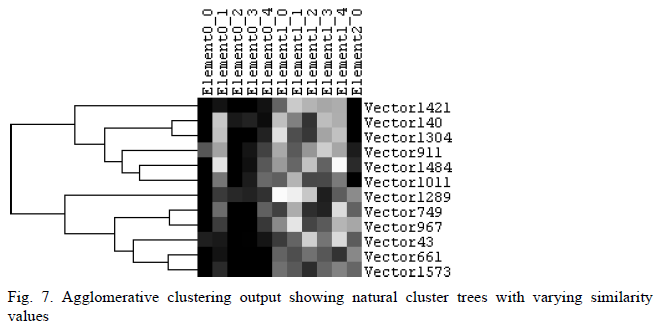 Element0_0
Element0_1
Element0_2
Element0_3
Element0_4
Element1_0
Element1_1
Element1_2
Element1_3
Element1_4
Element2_0
Vector1421
Vector140
Vector1304
Vector911
Vector1484
Vector1011
Vector1289
Vector749
Vector967
Vector43
Vector661
Vector1573
Fig. 7. Agglomerative clustering output showing natural cluster trees with varying similarity
values